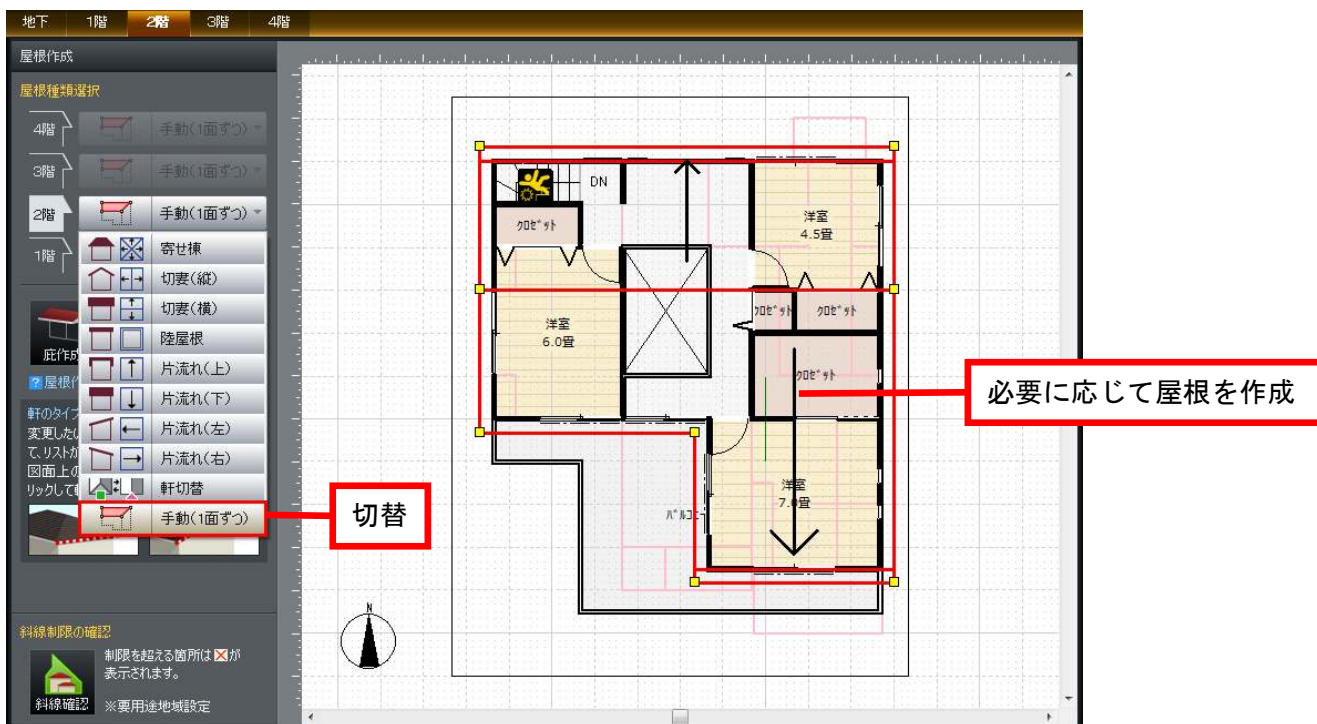 地下 1階 2階 3階 4階
屋根作成
屋根種類選択
4階 手動(1面ずつ)
3階 手動(1面ずつ)
2階 手動(1面ずつ)
1階
寄せ棟
切妻(縦)
切妻(横)
陸屋根
片流れ(上)
片流れ(下)
片流れ(左)
片流れ(右)
軒切替
手動(1面ずつ)
庇作成
?屋根作
軒のタイプ
変更した
て、リストが
図面上の
リックして軒
切替
斜線制限の確認
制限を超える箇所は☒が
表示されます。
斜線確認 ※要用途地域設定
DN
クロゼット
洋室
4.5畳
洋室
6.0畳
クロゼット クロゼット
クロゼット
洋室
7.0畳
バルコニー
N
必要に応じて屋根を作成